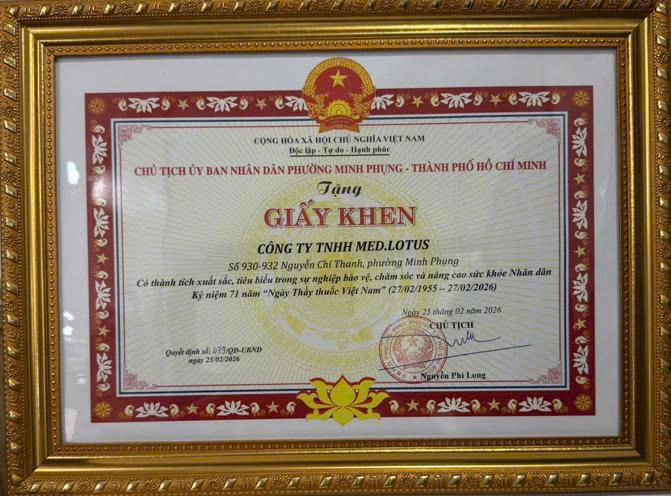 CỘNG HÒA XÃ HỘI CHỦ NGHĨA VIỆT NAM
Độc lập - Tự do - Hạnh phúc
CHỦ TỊCH ỦY BAN NHÂN DÂN PHƯỜNG MINH PHỤNG - THÀNH PHỐ HỒ CHÍ MINH
Tặng
GIẤY KHEN
CÔNG TY TNHH MED.LOTUS
Số 930-932 Nguyễn Chí Thanh, phường Minh Phụng
Có thành tích xuất sắc, tiêu biểu trong sự nghiệp bảo vệ, chăm sóc và nâng cao sức khỏe Nhân dân
Kỷ niệm 71 năm "Ngày Thầy thuốc Việt Nam" (27/02/1955 – 27/02/2026)
Ngày 25 tháng 02 năm 2026
CHỦ TỊCH
Quyết định số: /QĐ-UBND
ngày 25/02/2026
Nguyễn Phi Long